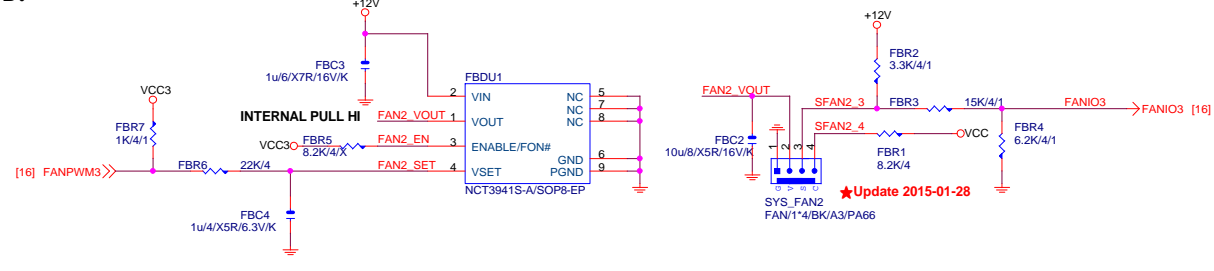 +12V
FBC3
1u/6/X7R/16V/K
VCC3
FBR7
1K/4/1
INTERNAL PULL HI
FAN2_VOUT
VCC3
FBR5
8.2K/4/X
FAN2_EN
[16] FANPWM3
FBR6
22K/4
FAN2_SET
FBC4
1u/4/X5R/6.3V/K
FBDU1
2 VIN
1 VOUT
3 ENABLE/FON#
4 VSET
NC 5
NC 7
NC 8
GND 6
PGND 9
NCT3941S-A/SOP8-EP
+12V
FBR2
3.3K/4/1
FAN2_VOUT
SFAN2_3
FBR3
15K/4/1
FANIO3
FANIO3 [16]
FBC2
10u/8/X5R/16V/K
SFAN2_4
VCC
FBR1
8.2K/4
FBR4
6.2K/4/1
1 2 3 4
G V S C
★Update 2015-01-28
SYS_FAN2
FAN/1*4/BK/A3/PA66